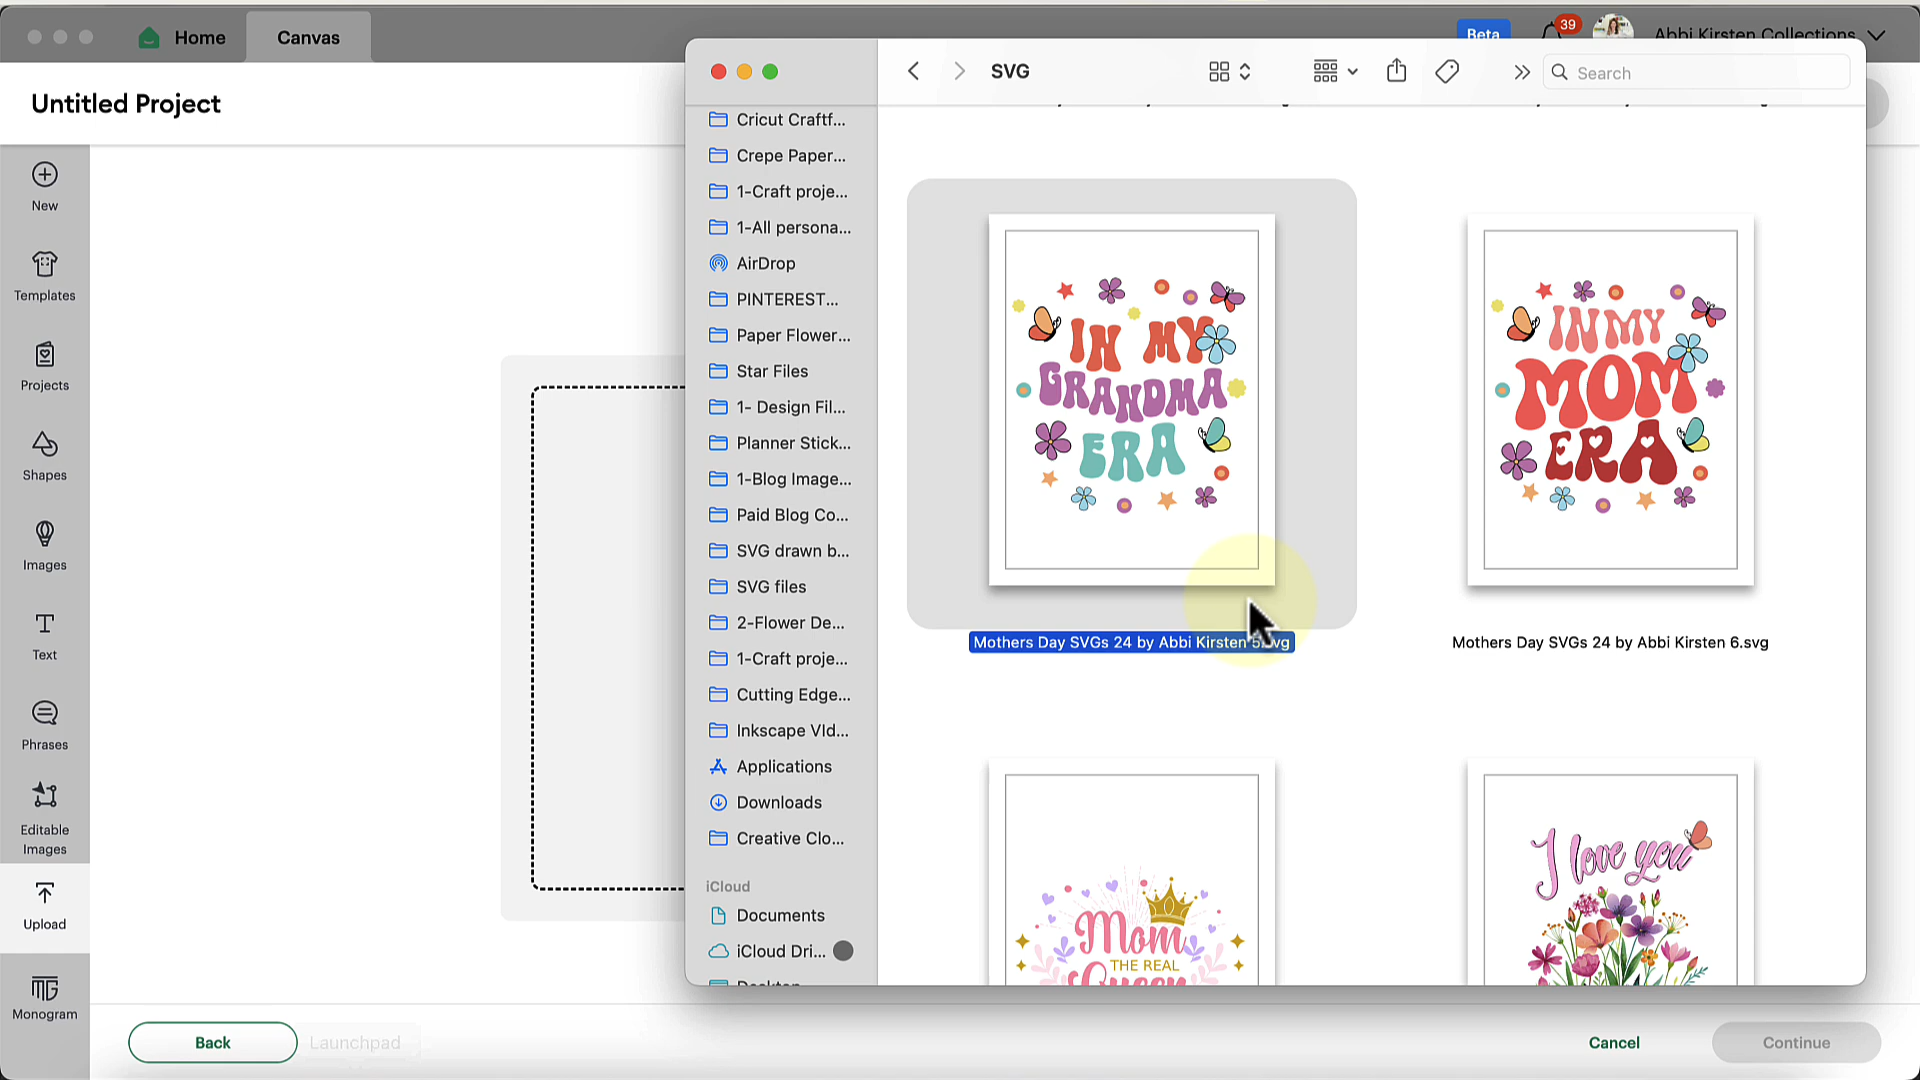 Home
Canvas
Beta
39
Abbi Kirsten Collections
Untitled Project
New
Templates
Projects
Shapes
Images
Text
Phrases
Editable
Images
Upload
Monogram
SVG
Search
Cricut Craftf...
Crepe Paper...
1-Craft proje...
1-All persona...
AirDrop
PINTEREST...
Paper Flower...
Star Files
1- Design Fil...
Planner Stick...
1-Blog Image...
Paid Blog Co...
SVG drawn b...
SVG files
2-Flower De...
1-Craft proje...
Cutting Edge...
Inkscape VId...
Applications
Downloads
Creative Clo...
iCloud
Documents
iCloud Dri...
Desktop
IN MY
GRANDMA
ERA
Mothers Day SVGs 24 by Abbi Kirsten 5.svg
IN MY
MOM
ERA
Mothers Day SVGs 24 by Abbi Kirsten 6.svg
Mom
THE REAL
Queen
I love you
Back
Launchpad
Cancel
Continue